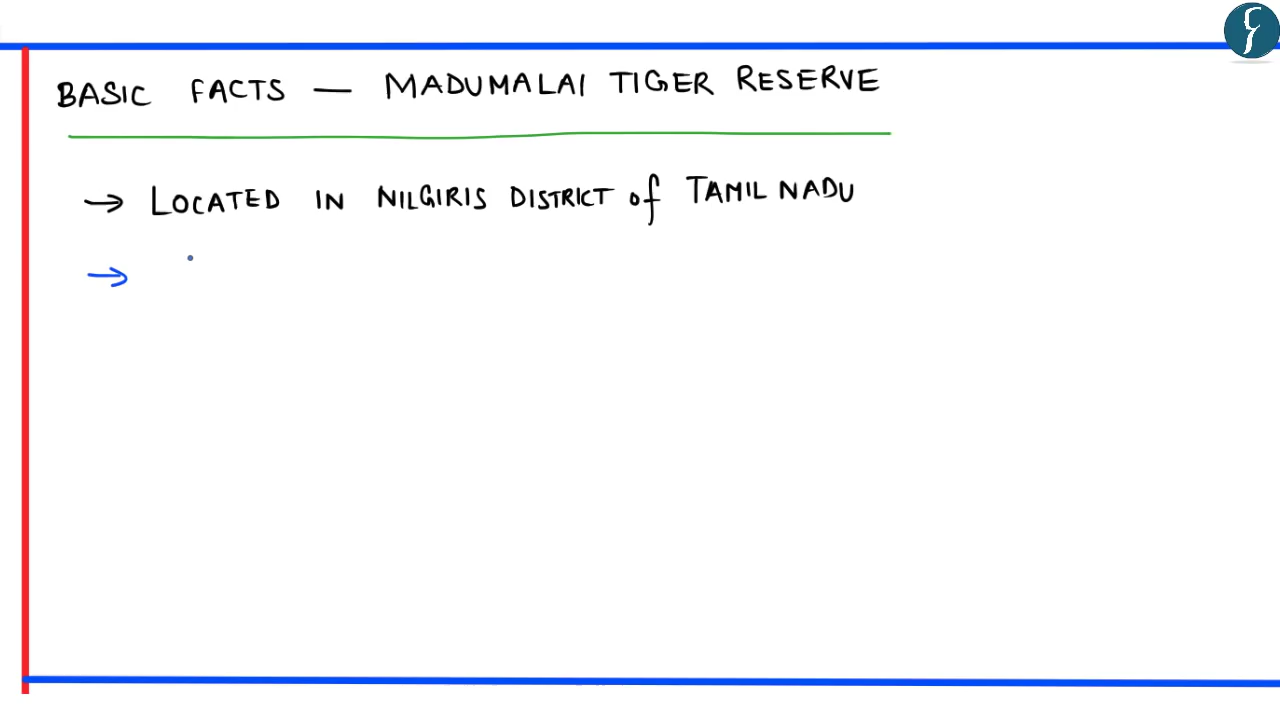 BASIC FACTS — MADUMALAI TIGER RESERVE
→ LOCATED IN NILGIRIS DISTRICT of TAMIL NADU
→